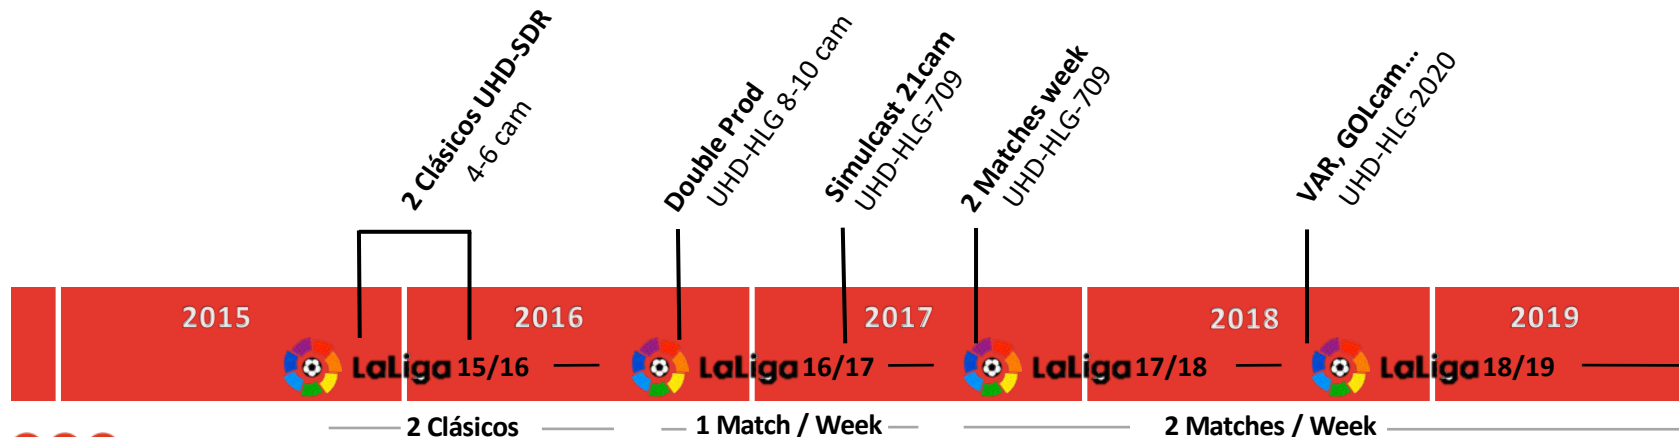 2 Clásicos UHD-SDR
4-6 cam
Double Prod
UHD-HLG 8-10 cam
Simulcast 21cam
UHD-HLG-709
2 Matches week
UHD-HLG-709
VAR, GOLcam...
UHD-HLG-2020
2015
2016
2017
2018
2019
LaLiga 15/16
LaLiga 16/17
LaLiga 17/18
LaLiga 18/19
2 Clásicos
1 Match / Week
2 Matches / Week